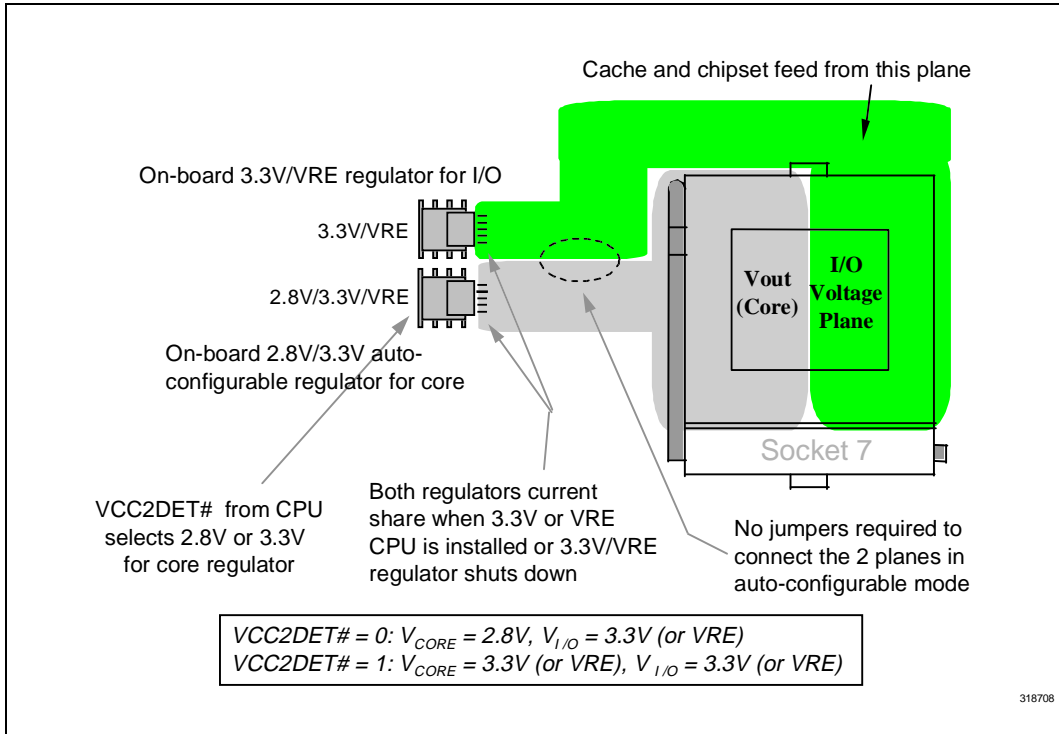 Cache and chipset feed from this plane
On-board 3.3V/VRE regulator for I/O
3.3V/VRE
2.8V/3.3V/VRE
On-board 2.8V/3.3V auto-
configurable regulator for core
Vout
(Core)
I/O
Voltage
Plane
Socket 7
VCC2DET# from CPU
selects 2.8V or 3.3V
for core regulator
Both regulators current
share when 3.3V or VRE
CPU is installed or 3.3V/VRE
regulator shuts down
No jumpers required to
connect the 2 planes in
auto-configurable mode
VCC2DET# = 0: VCORE = 2.8V, VI/O = 3.3V (or VRE)
VCC2DET# = 1: VCORE = 3.3V (or VRE), VI/O = 3.3V (or VRE)
318708